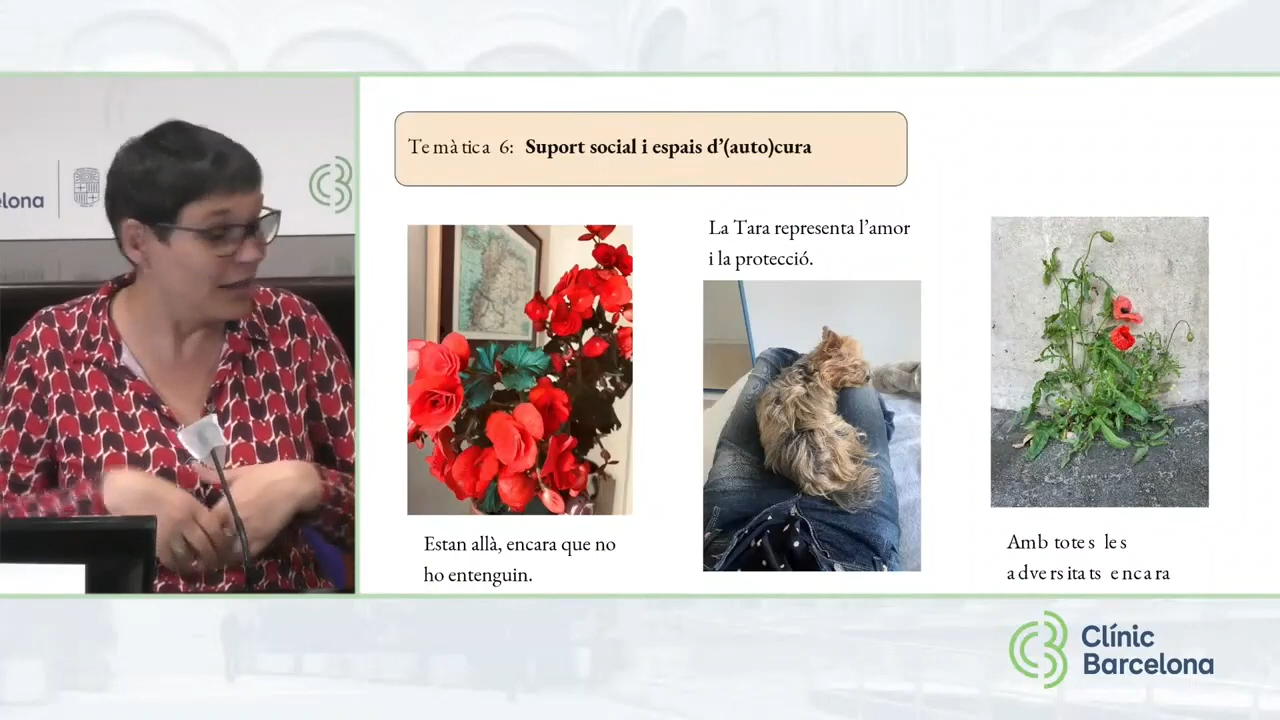 elona
Temàtica 6: Suport social i espais d'(auto)cura
La Tara representa l'amor
i la protecció.
Estan allà, encara que no
ho entenguin.
Amb totes les
adversitats encara
Clínic
Barcelona